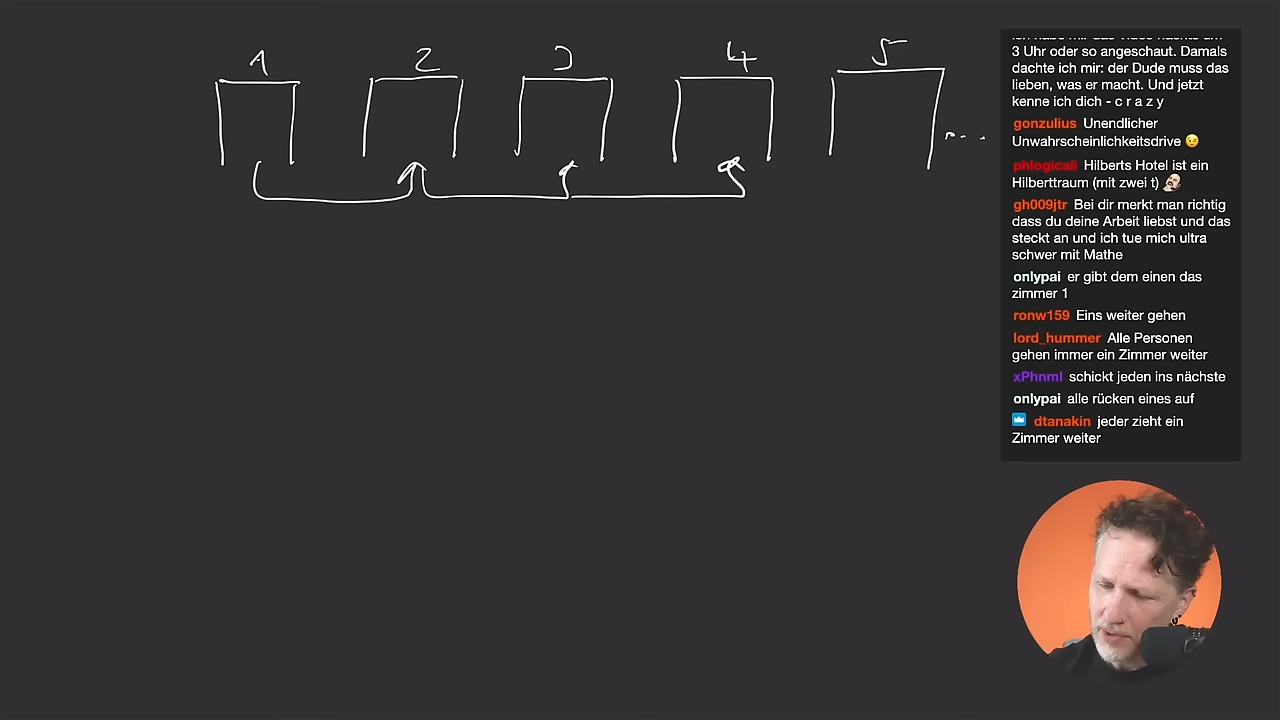 1 2 3 4 5
...
3 Uhr oder so angeschaut. Damals
dachte ich mir: der Dude muss das
lieben, was er macht. Und jetzt
kenne ich dich - c r a z y
gonzulius Unendlicher
Unwahrscheinlichkeitsdrive 😉
phlogicali Hilberts Hotel ist ein
Hilberttraum (mit zwei t)
gh009jtr Bei dir merkt man richtig
dass du deine Arbeit liebst und das
steckt an und ich tue mich ultra
schwer mit Mathe
onlypai er gibt dem einen das
zimmer 1
ronw159 Eins weiter gehen
lord_hummer Alle Personen
gehen immer ein Zimmer weiter
xPhnml schickt jeden ins nächste
onlypai alle rücken eines auf
dtanakin jeder zieht ein
Zimmer weiter